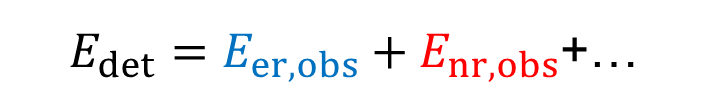 E_det = E_er,obs + E_nr,obs+…